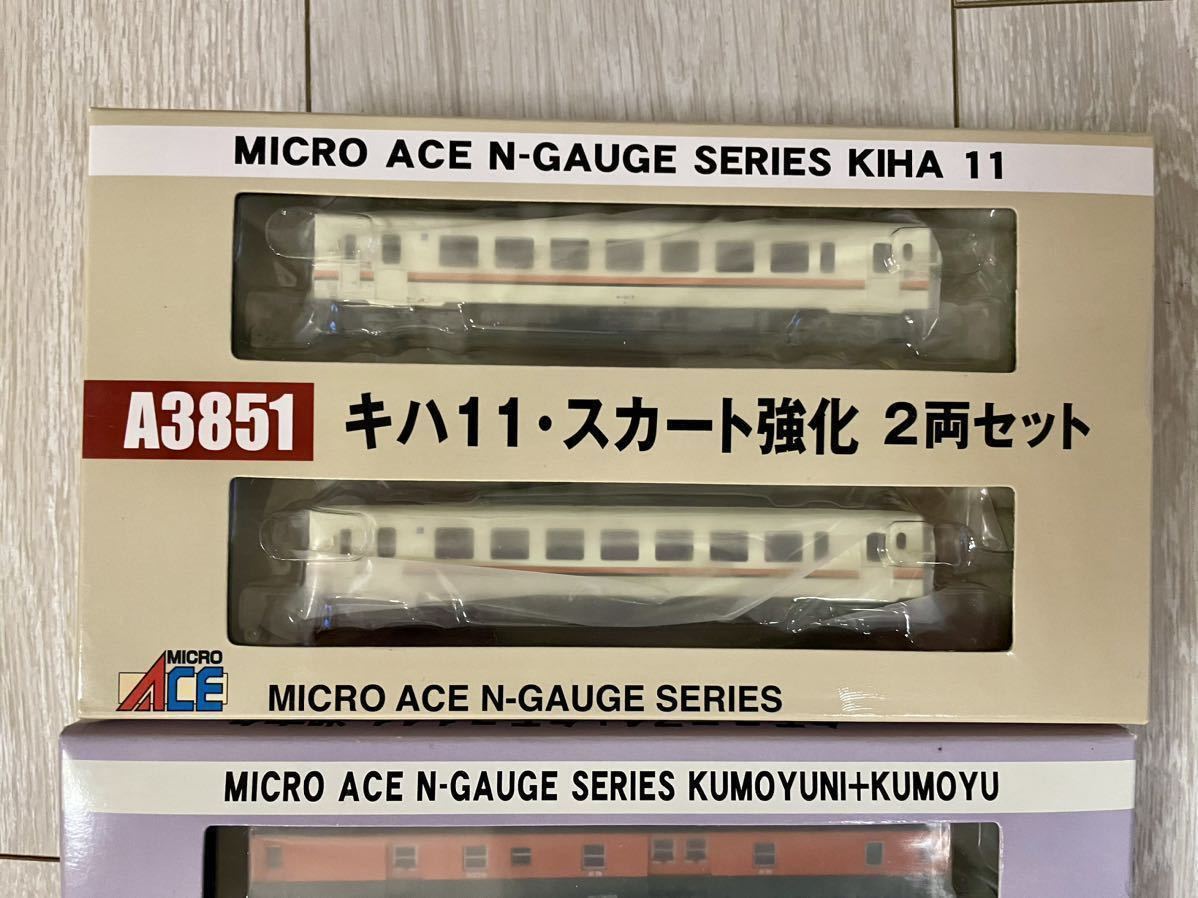 MICRO ACE N-GAUGE SERIES KIHA 11
A3851 キハ11・スカート強化 2両セット
MICRO ACE
MICRO ACE N-GAUGE SERIES
MICRO ACE N-GAUGE SERIES KUMOYUNI+KUMOYU